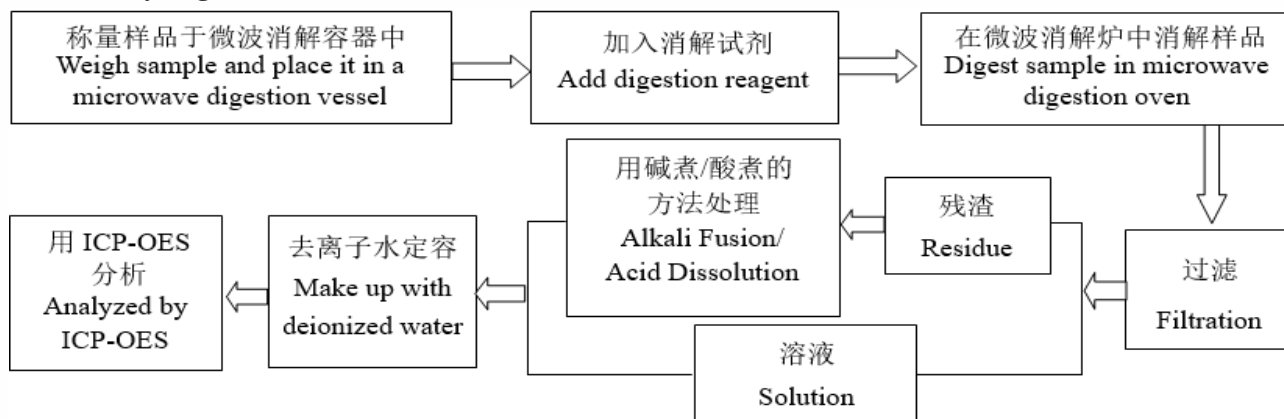 称量样品于微波消解容器中
Weigh sample and place it in a
microwave digestion vessel
加入消解试剂
Add digestion reagent
在微波消解炉中消解样品
Digest sample in microwave
digestion oven
过滤
Filtration
残渣
Residue
用碱煮/酸煮的
方法处理
Alkali Fusion/
Acid Dissolution
溶液
Solution
去离子水定容
Make up with
deionized water
用 ICP-OES
分析
Analyzed by
ICP-OES